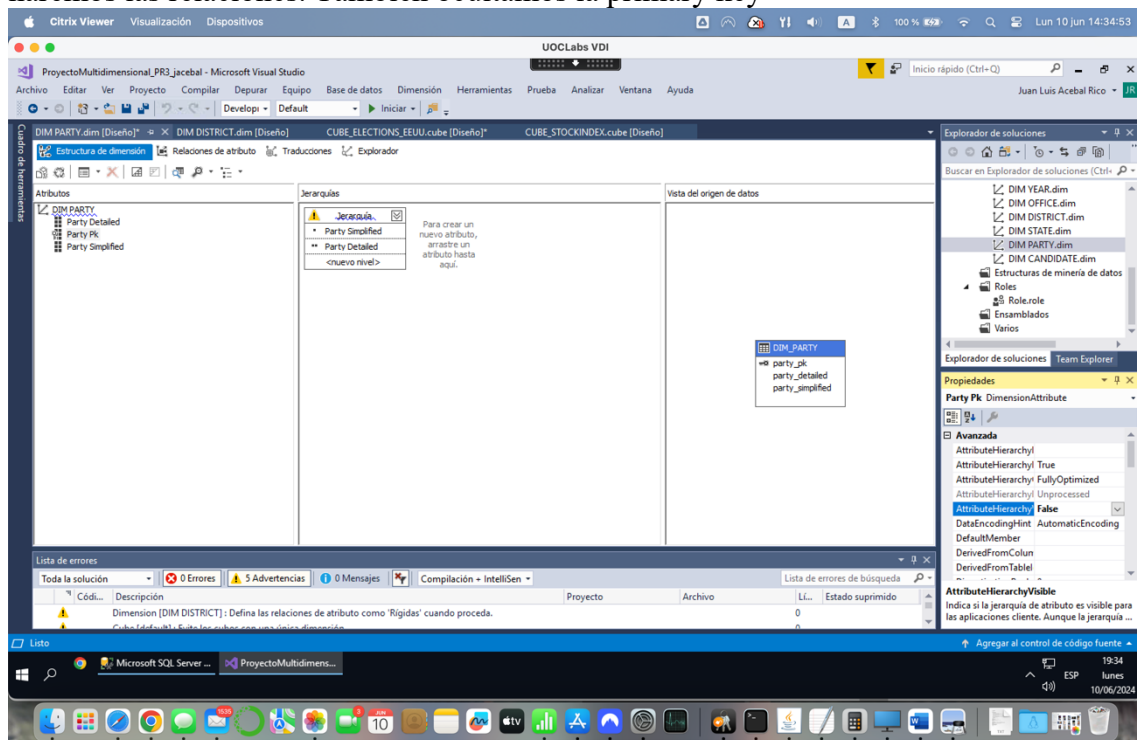 Citrix Viewer Visualización Dispositivos 100 % Lun 10 jun 14:34:53
UOCLabs VDI
ProyectoMultidimensional_PR3_jacebal - Microsoft Visual Studio
Inicio rápido (Ctrl+Q)
Archivo Editar Ver Proyecto Compilar Depurar Equipo Base de datos Dimensión Herramientas Prueba Analizar Ventana Ayuda
Juan Luis Acebal Rico JR
Developi Default Iniciar
Cuadro de herramientas
DIM PARTY.dim [Diseño]* DIM DISTRICT.dim [Diseño] CUBE_ELECTIONS_EEUU.cube [Diseño]* CUBE_STOCKINDEX.cube [Diseño]
Estructura de dimensión Relaciones de atributo Traducciones Explorador
Atributos
DIM PARTY
Party Detailed
Party Pk
Party Simplified
Jerarquías
Jerarquía
Party Simplified
Party Detailed
<nuevo nivel>
Para crear un
nuevo atributo,
arrastre un
atributo hasta
aquí.
Vista del origen de datos
DIM_PARTY
party_pk
party_detailed
party_simplified
Explorador de soluciones
Buscar en Explorador de soluciones (Ctrl+
DIM YEAR.dim
DIM OFFICE.dim
DIM DISTRICT.dim
DIM STATE.dim
DIM PARTY.dim
DIM CANDIDATE.dim
Estructuras de minería de datos
Roles
Role.role
Ensamblados
Varios
Explorador de soluciones Team Explorer
Propiedades
Party Pk DimensionAttribute
Avanzada
AttributeHierarchyI
AttributeHierarchyI True
AttributeHierarchyI FullyOptimized
AttributeHierarchyI Unprocessed
AttributeHierarchyV False
DataEncodingHint AutomaticEncoding
DefaultMember
DerivedFromColun
DerivedFromTableI
AttributeHierarchyVisible
Indica si la jerarquía de atributo es visible para
las aplicaciones cliente. Aunque la jerarquía ...
Lista de errores
Toda la solución 0 Errores 5 Advertencias 0 Mensajes Compilación + IntelliSen
Lista de errores de búsqueda
Códi... Descripción Proyecto Archivo Lí... Estado suprimido
Dimension [DIM DISTRICT] : Defina las relaciones de atributo como 'Rígidas' cuando proceda. 0
Listo
Agregar al control de código fuente
Microsoft SQL Server ... ProyectoMultidimens...
ESP
19:34
lunes
10/06/2024
JUN
10
tv